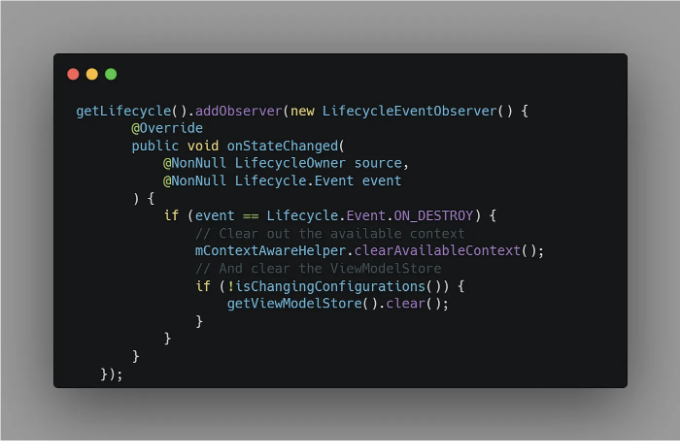 getLifecycle().addObserver(new LifecycleEventObserver() {
@Override
public void onStateChanged(
@NonNull LifecycleOwner source,
@NonNull Lifecycle.Event event
) {
if (event == Lifecycle.Event.ON_DESTROY) {
// Clear out the available context
mContextAwareHelper.clearAvailableContext();
// And clear the ViewModelStore
if (!isChangingConfigurations()) {
getViewModelStore().clear();
}
}
}
});